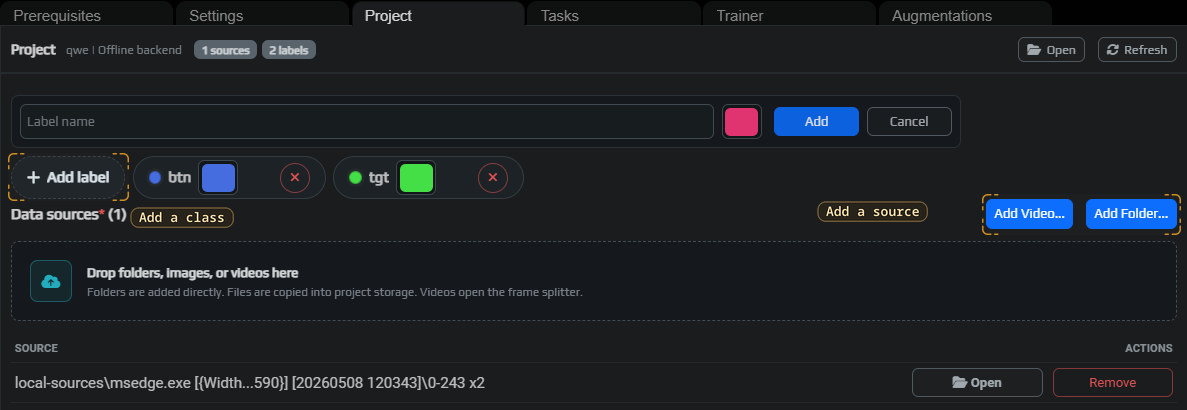 Prerequisites Settings Project Tasks Trainer Augmentations
Project qwe | Offline backend 1 sources 2 labels Open Refresh
Label name Add Cancel
+ Add label btn × tgt ×
Data sources* (1) Add a class Add a source Add Video... Add Folder...
Drop folders, images, or videos here
Folders are added directly. Files are copied into project storage. Videos open the frame splitter.
SOURCE ACTIONS
local-sources\msedge.exe [{Width...590}] [20260508 120343]\0-243 x2 Open Remove